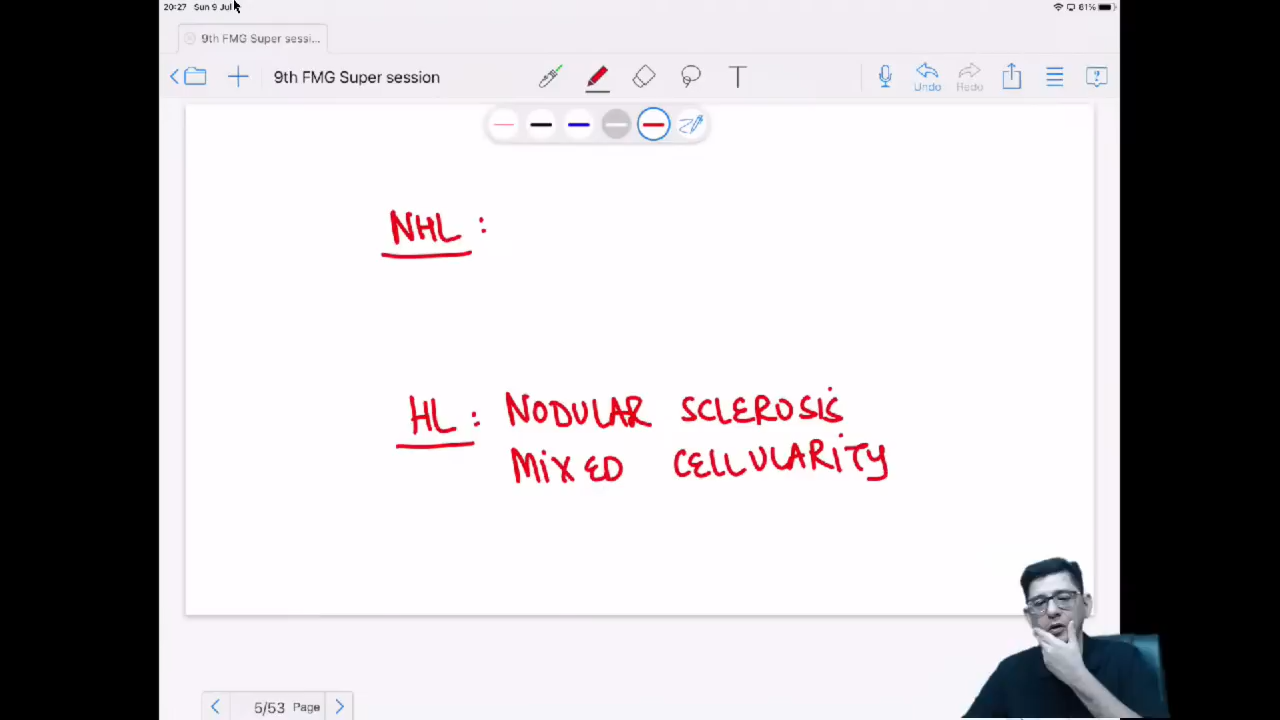 20:27 Sun 9 Jul
81%
9th FMG Super sessi...
9th FMG Super session
T
Undo
Redo
?
NHL :
HL : NODULAR SCLEROSIS
MIXED CELLULARITY
5/53 Page